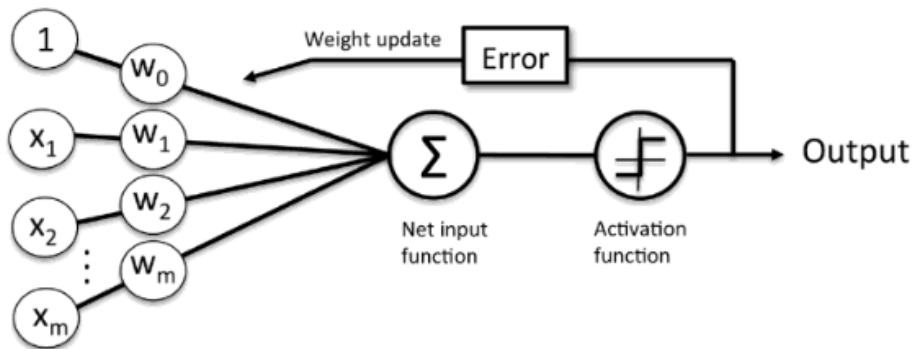 1
w₀
Weight update
Error
x₁
w₁
Σ
Output
x₂
w₂
Net input
function
Activation
function
⋮
wₘ
xₘ